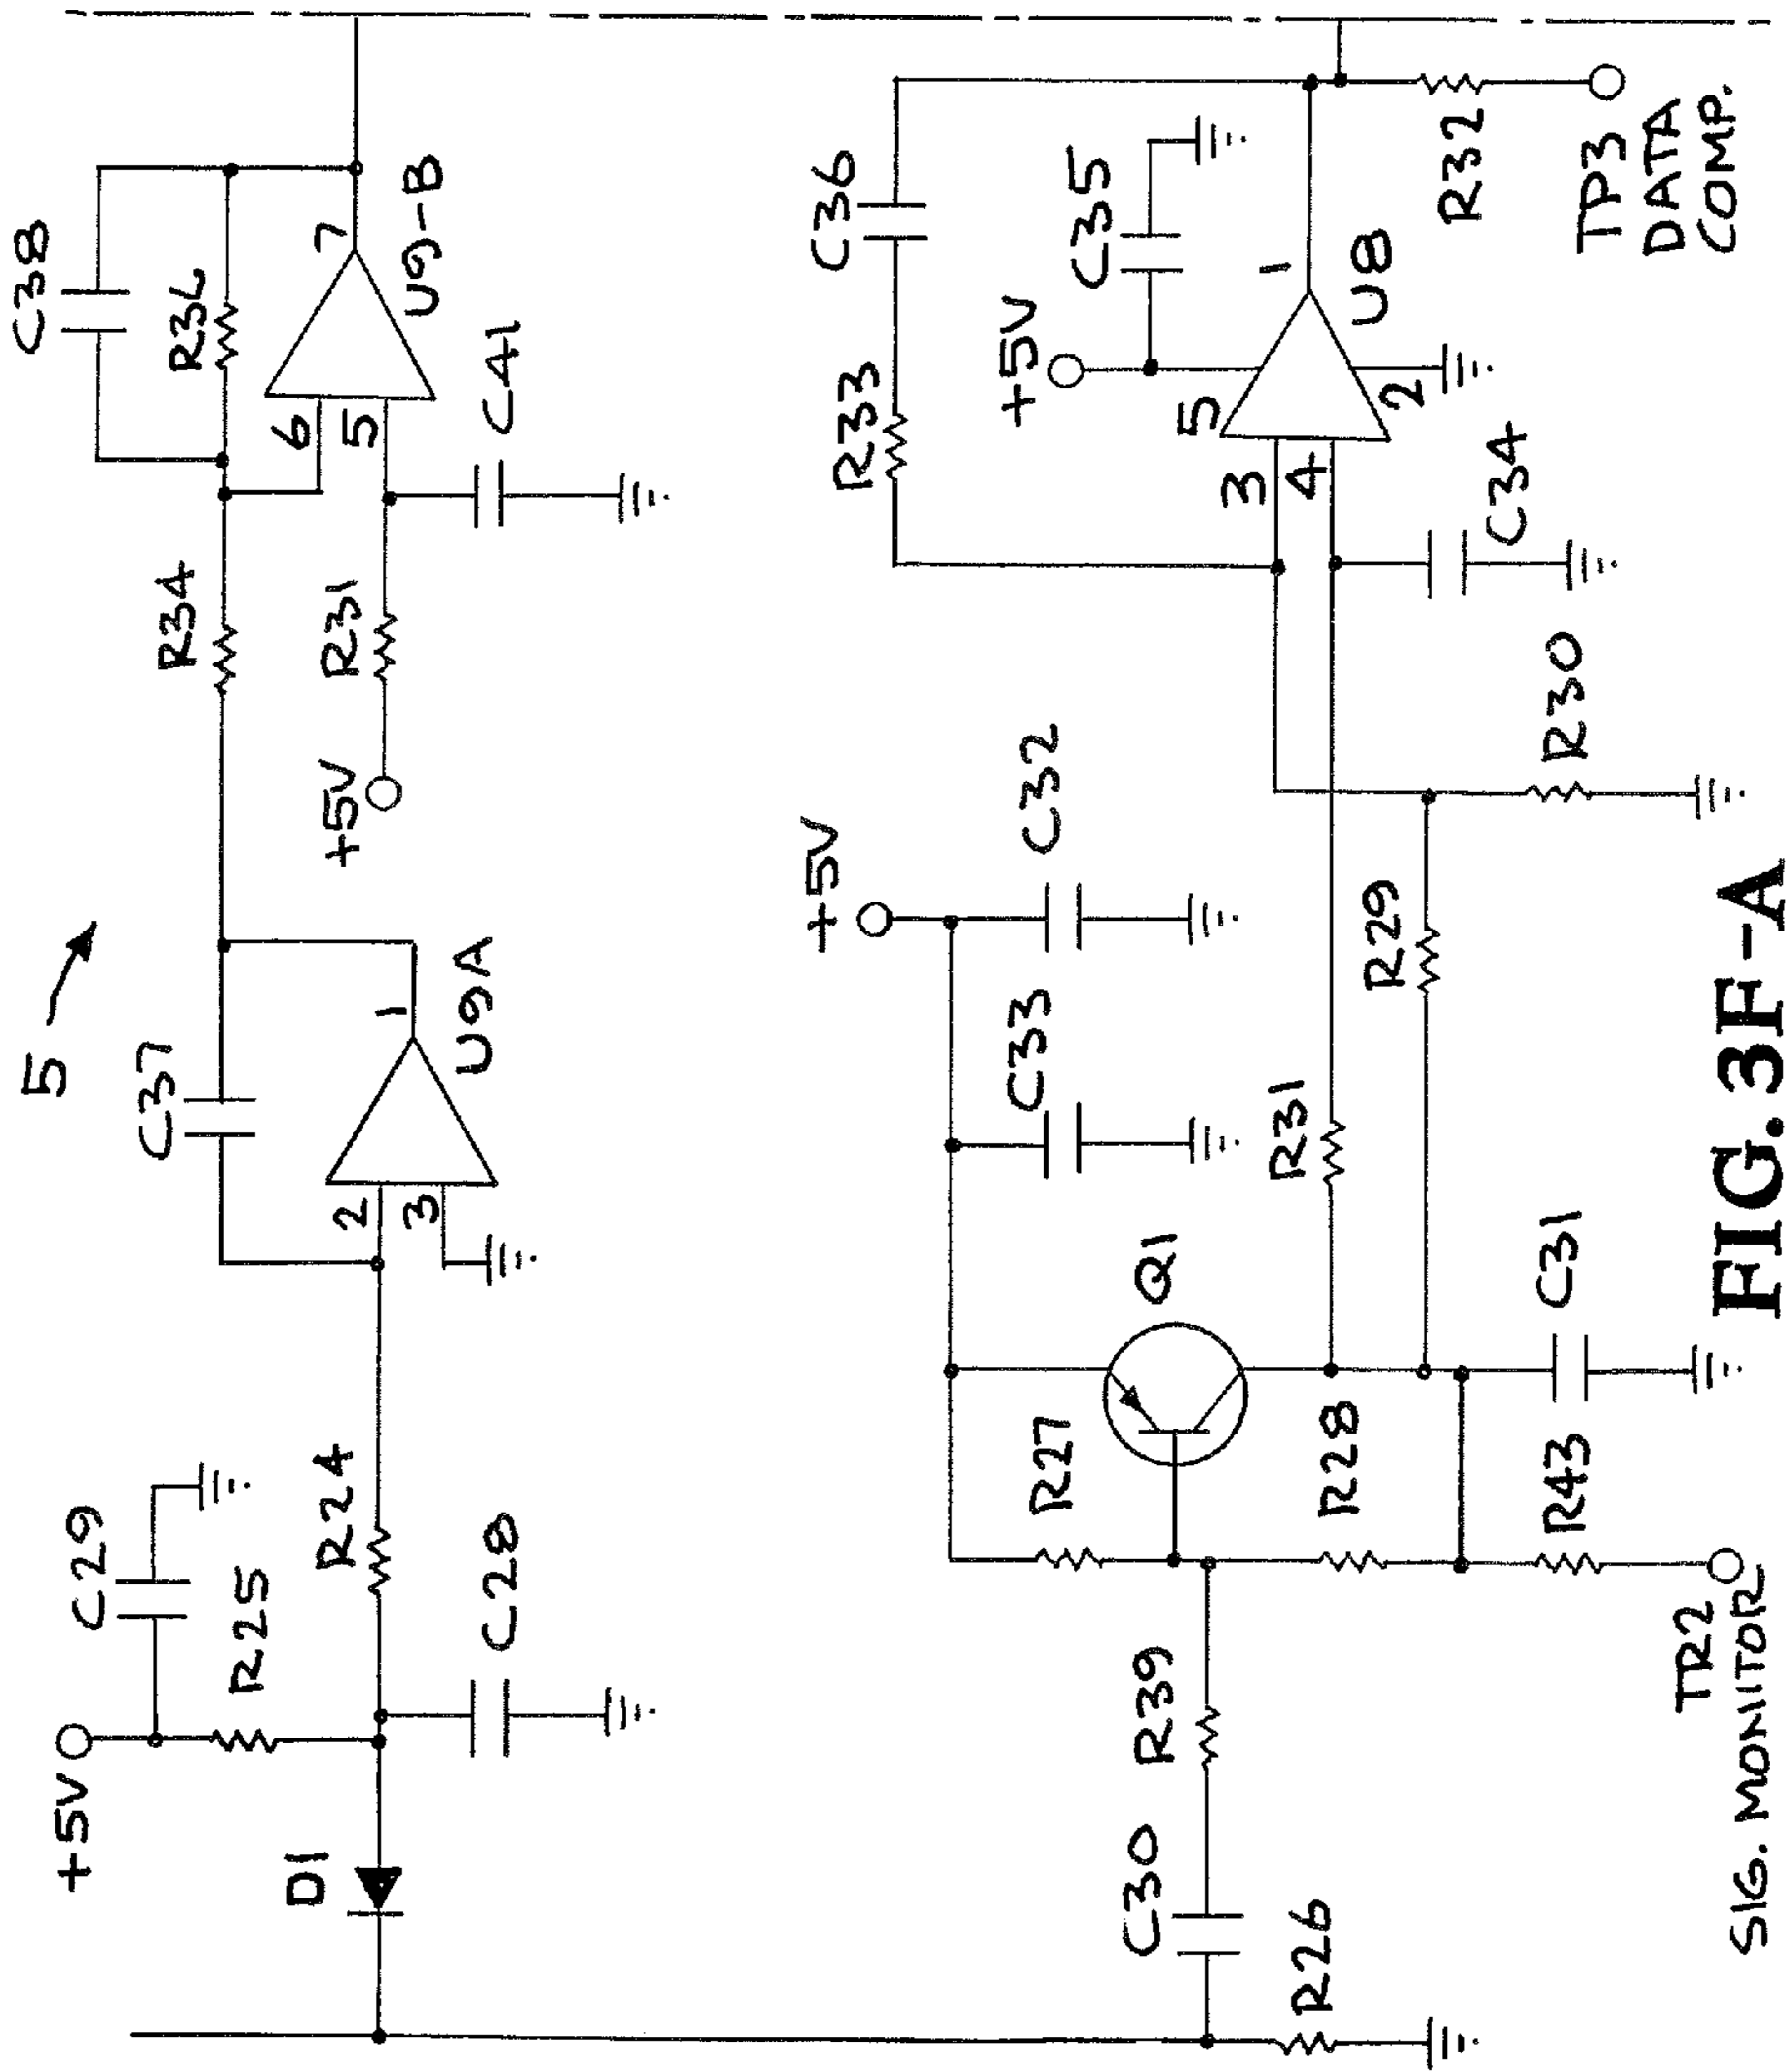 5
+5V
C29
R25
D1
R24
C28
C37
2
3
1
U9A
R34
+5V
R31
C38
R3L
6
5
7
U9-B
C41
C30
R39
R26
+5V
R27
Q1
C33
C32
R28
R43
C31
TR2
SIG. MONITOR
R31
R29
R30
C34
R33
C36
+5V
C35
3
4
5
2
1
U8
R32
TP3
DATA
COMP.
FIG. 3F-A